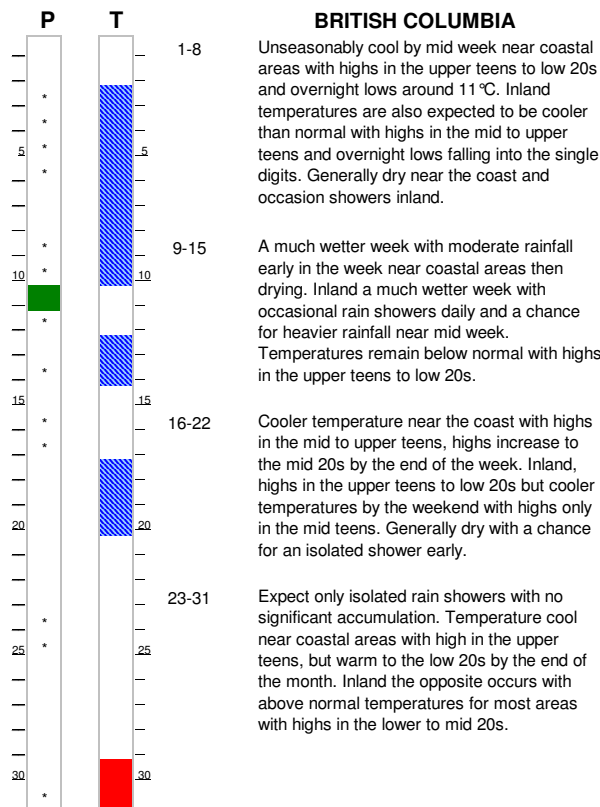 P T BRITISH COLUMBIA
1-8
Unseasonably cool by mid week near coastal
areas with highs in the upper teens to low 20s
and overnight lows around 11°C. Inland
temperatures are also expected to be cooler
than normal with highs in the mid to upper
teens and overnight lows falling into the single
digits. Generally dry near the coast and
occasion showers inland.
9-15
A much wetter week with moderate rainfall
early in the week near coastal areas then
drying. Inland a much wetter week with
occasional rain showers daily and a chance
for heavier rainfall near mid week.
Temperatures remain below normal with highs
in the upper teens to low 20s.
16-22
Cooler temperature near the coast with highs
in the mid to upper teens, highs increase to
the mid 20s by the end of the week. Inland,
highs in the upper teens to low 20s but cooler
temperatures by the weekend with highs only
in the mid teens. Generally dry with a chance
for an isolated shower early.
23-31
Expect only isolated rain showers with no
significant accumulation. Temperature cool
near coastal areas with high in the upper
teens, but warm to the low 20s by the end of
the month. Inland the opposite occurs with
above normal temperatures for most areas
with highs in the lower to mid 20s.
*
*
*
5 5
*
*
*
10 10
*
*
15 15
*
*
20 20
*
25 25
*
30 30
*